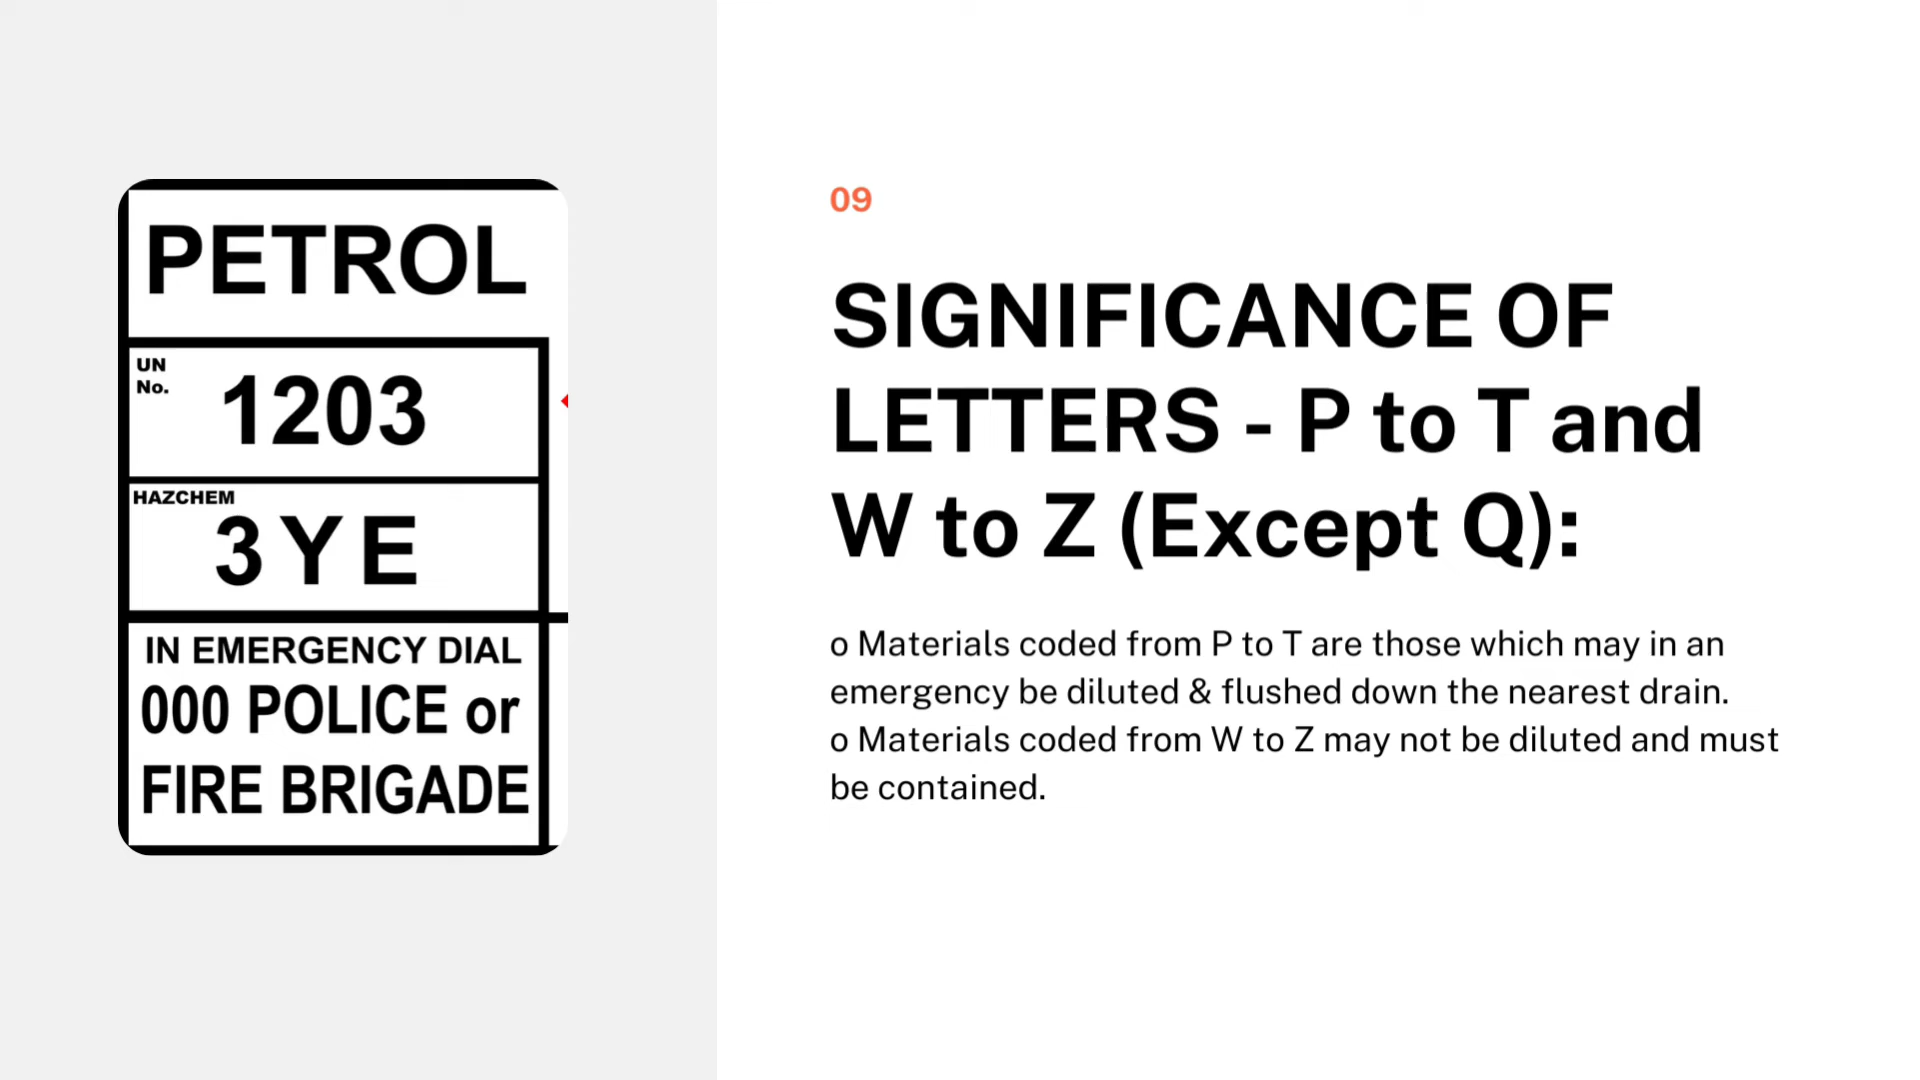 PETROL
UN
No.
1203
HAZCHEM
3YE
IN EMERGENCY DIAL
000 POLICE or
FIRE BRIGADE
09
SIGNIFICANCE OF
LETTERS - P to T and
W to Z (Except Q):
o Materials coded from P to T are those which may in an
emergency be diluted & flushed down the nearest drain.
o Materials coded from W to Z may not be diluted and must
be contained.